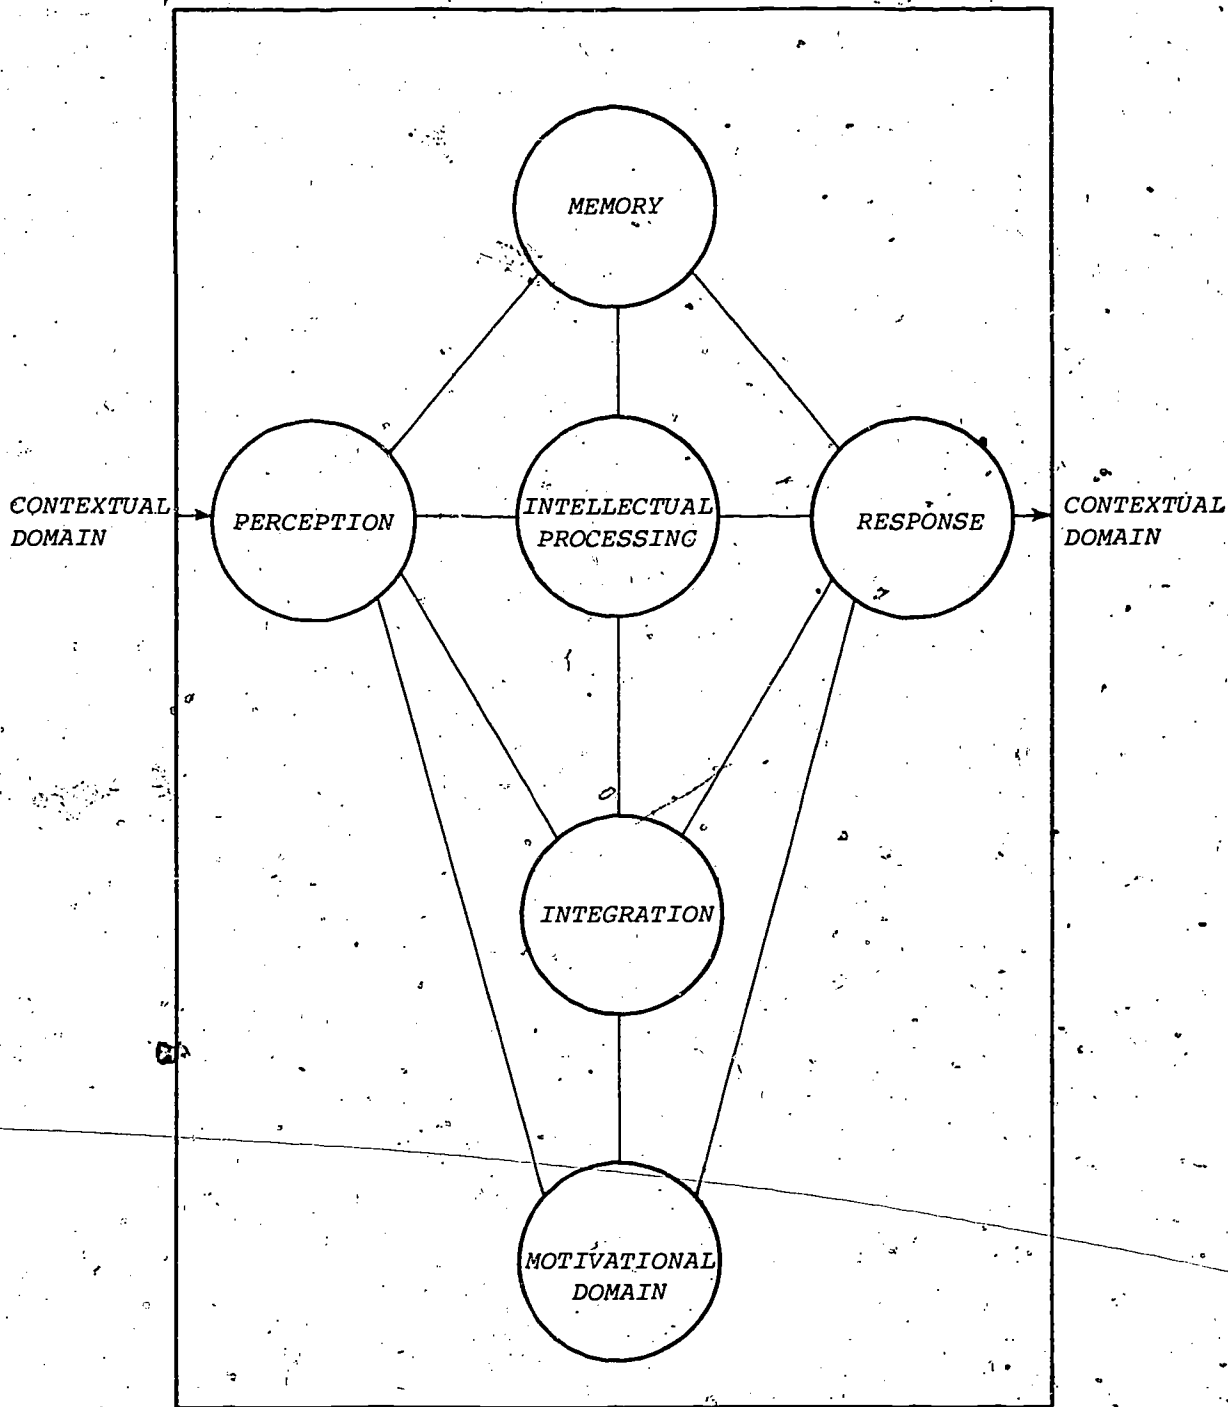 MEMORY
CONTEXTUAL
DOMAIN
PERCEPTION
INTELLECTUAL
PROCESSING
RESPONSE
CONTEXTUAL
DOMAIN
INTEGRATION
MOTIVATIONAL
DOMAIN